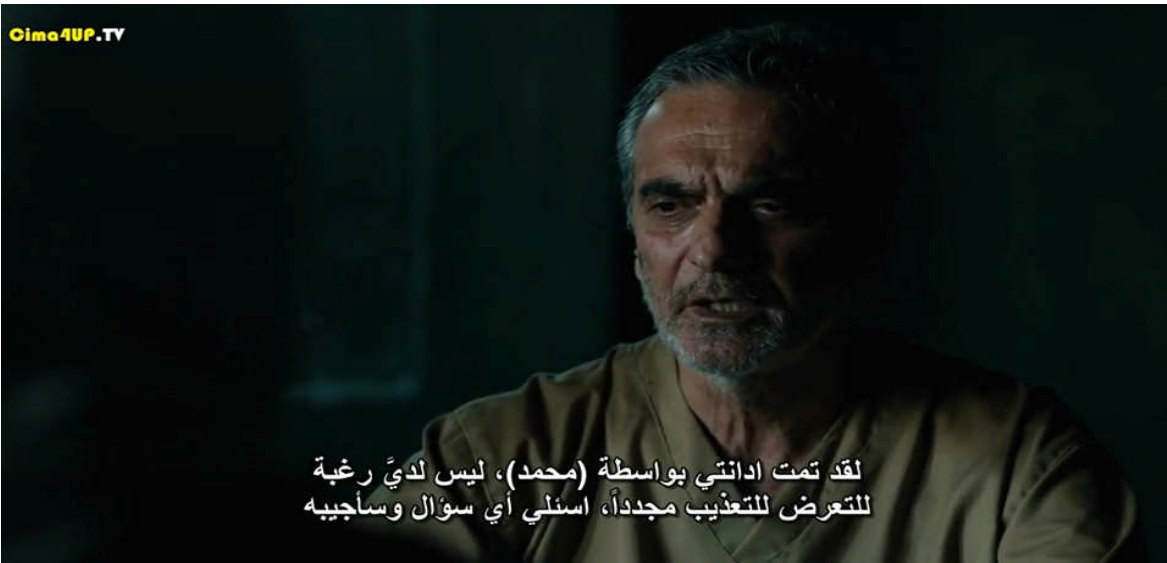 Cima4UP.TV
لقد تمت ادانتي بواسطة (محمد)، ليس لديَّ رغبة
للتعرض للتعذيب مجدداً، اسئلي أي سؤال وسأجيبه